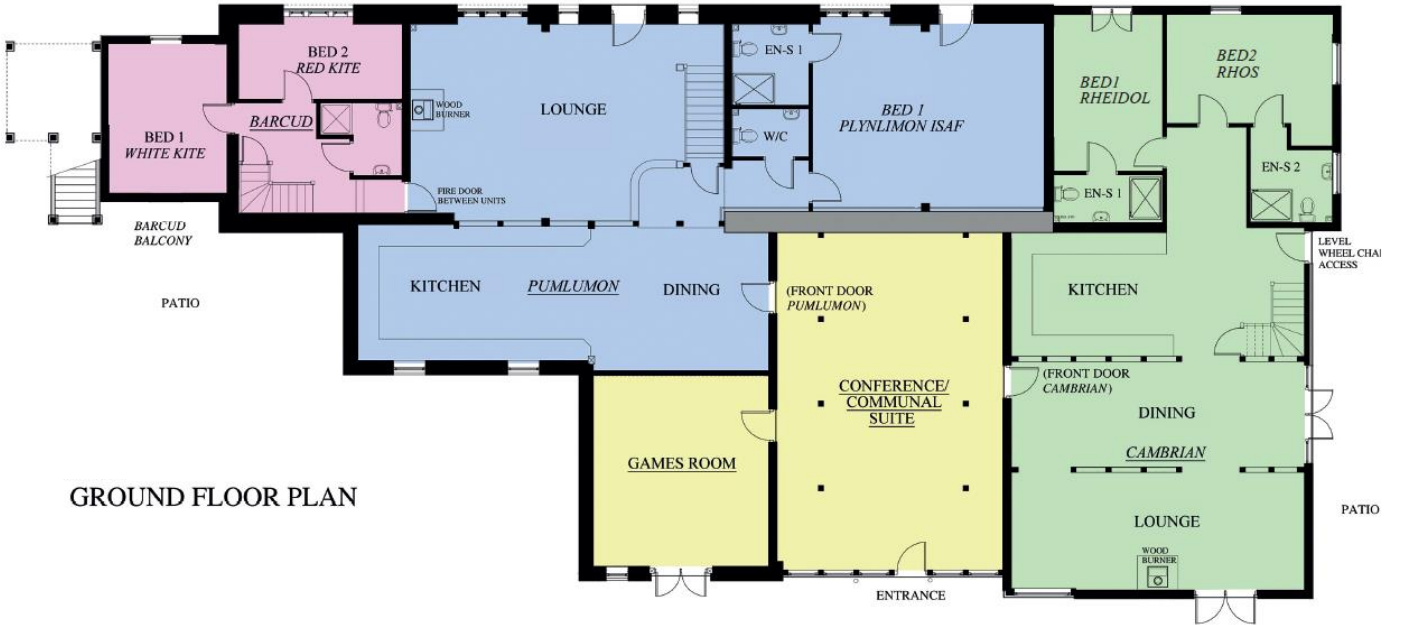 BED 1
WHITE KITE
BED 2
RED KITE
BARCUD
BARCUD
BALCONY
PATIO
WOOD
BURNER
LOUNGE
FIRE DOOR
BETWEEN UNITS
KITCHEN
PUMLUMON
DINING
EN-S 1
W/C
BED 1
PLYNLIMON ISAF
(FRONT DOOR
PUMLUMON)
CONFERENCE/
COMMUNAL
SUITE
GAMES ROOM
ENTRANCE
BED1
RHEIDOL
BED2
RHOS
EN-S 1
EN-S 2
LEVEL
WHEEL CHAI
ACCESS
KITCHEN
(FRONT DOOR
CAMBRIAN)
DINING
CAMBRIAN
LOUNGE
WOOD
BURNER
PATIO
GROUND FLOOR PLAN